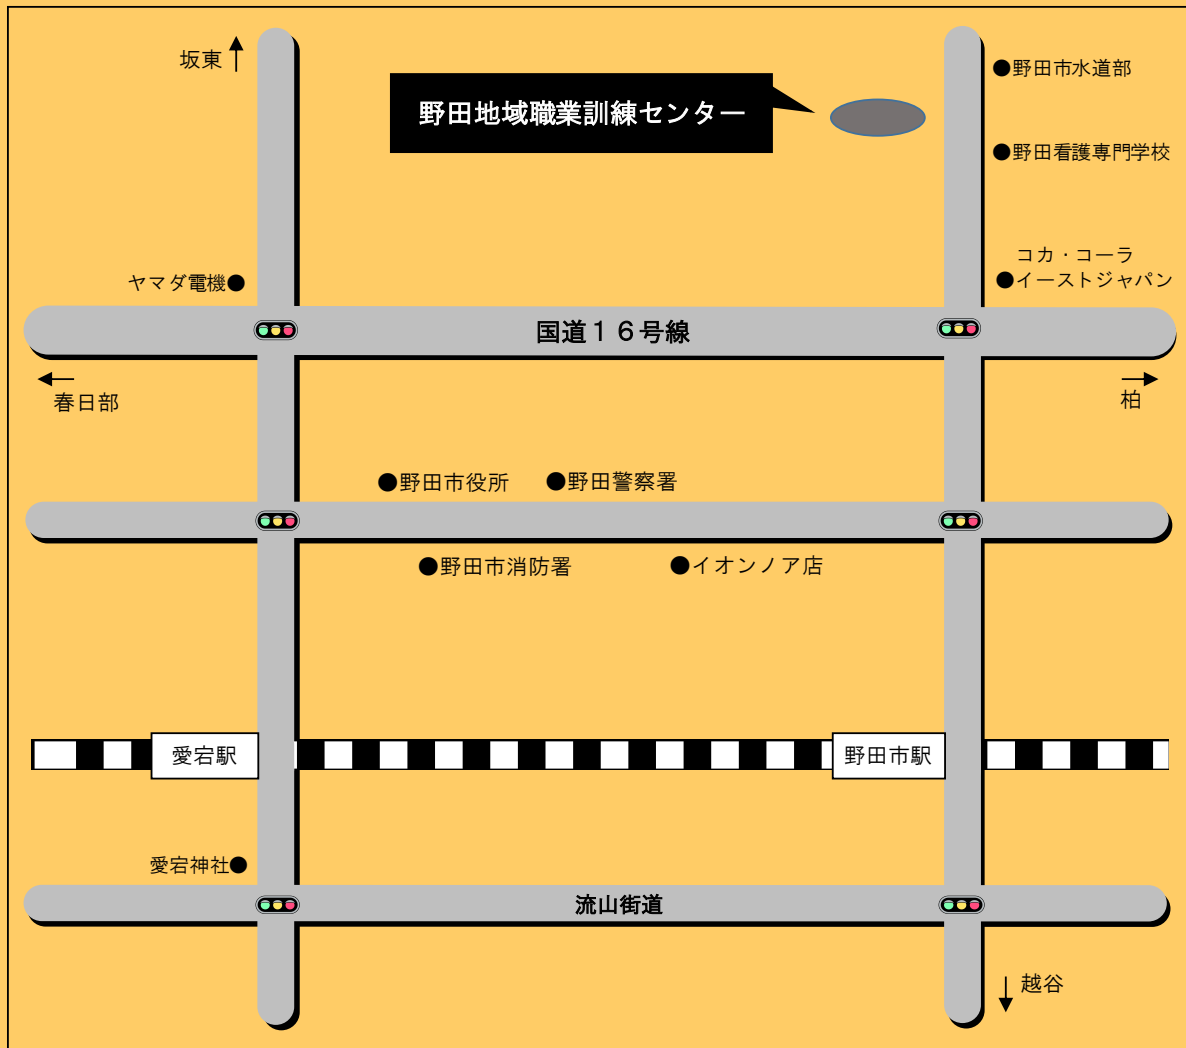 坂東
野田市水道部
野田地域職業訓練センター
野田看護専門学校
コカ・コーラ
イーストジャパン
ヤマダ電機
国道１６号線
春日部
柏
野田市役所
野田警察署
野田市消防署
イオンノア店
愛宕駅
野田市駅
愛宕神社
流山街道
越谷